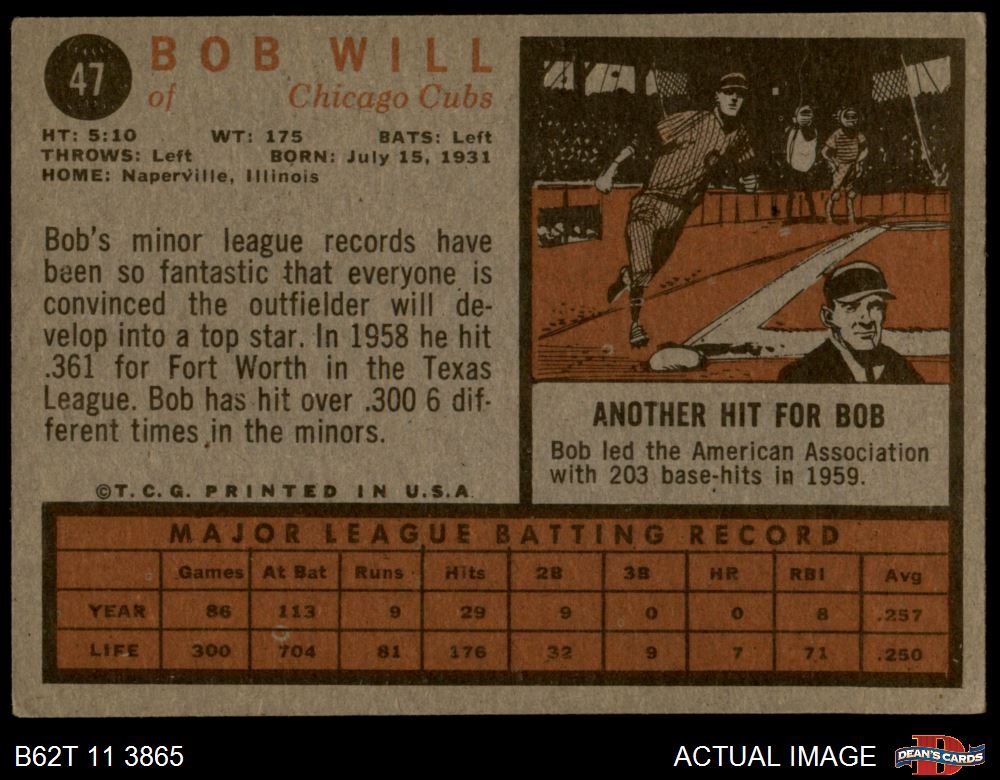 47
BOB WILL
of Chicago Cubs
HT: 5:10 WT: 175 BATS: Left
THROWS: Left BORN: July 15, 1931
HOME: Naperville, Illinois
Bob's minor league records have
been so fantastic that everyone is
convinced the outfielder will de-
velop into a top star. In 1958 he hit
.361 for Fort Worth in the Texas
League. Bob has hit over .300 6 dif-
ferent times in the minors.
©T.C.G. PRINTED IN U.S.A.
ANOTHER HIT FOR BOB
Bob led the American Association
with 203 base-hits in 1959.
MAJOR LEAGUE BATTING RECORD
Games At Bat Runs Hits 2B 3B HR RBI Avg
YEAR 86 113 9 29 9 0 0 8 .257
LIFE 300 704 81 176 32 9 7 71 .250
B62T 11 3865
ACTUAL IMAGE
D
DEAN'S CARDS